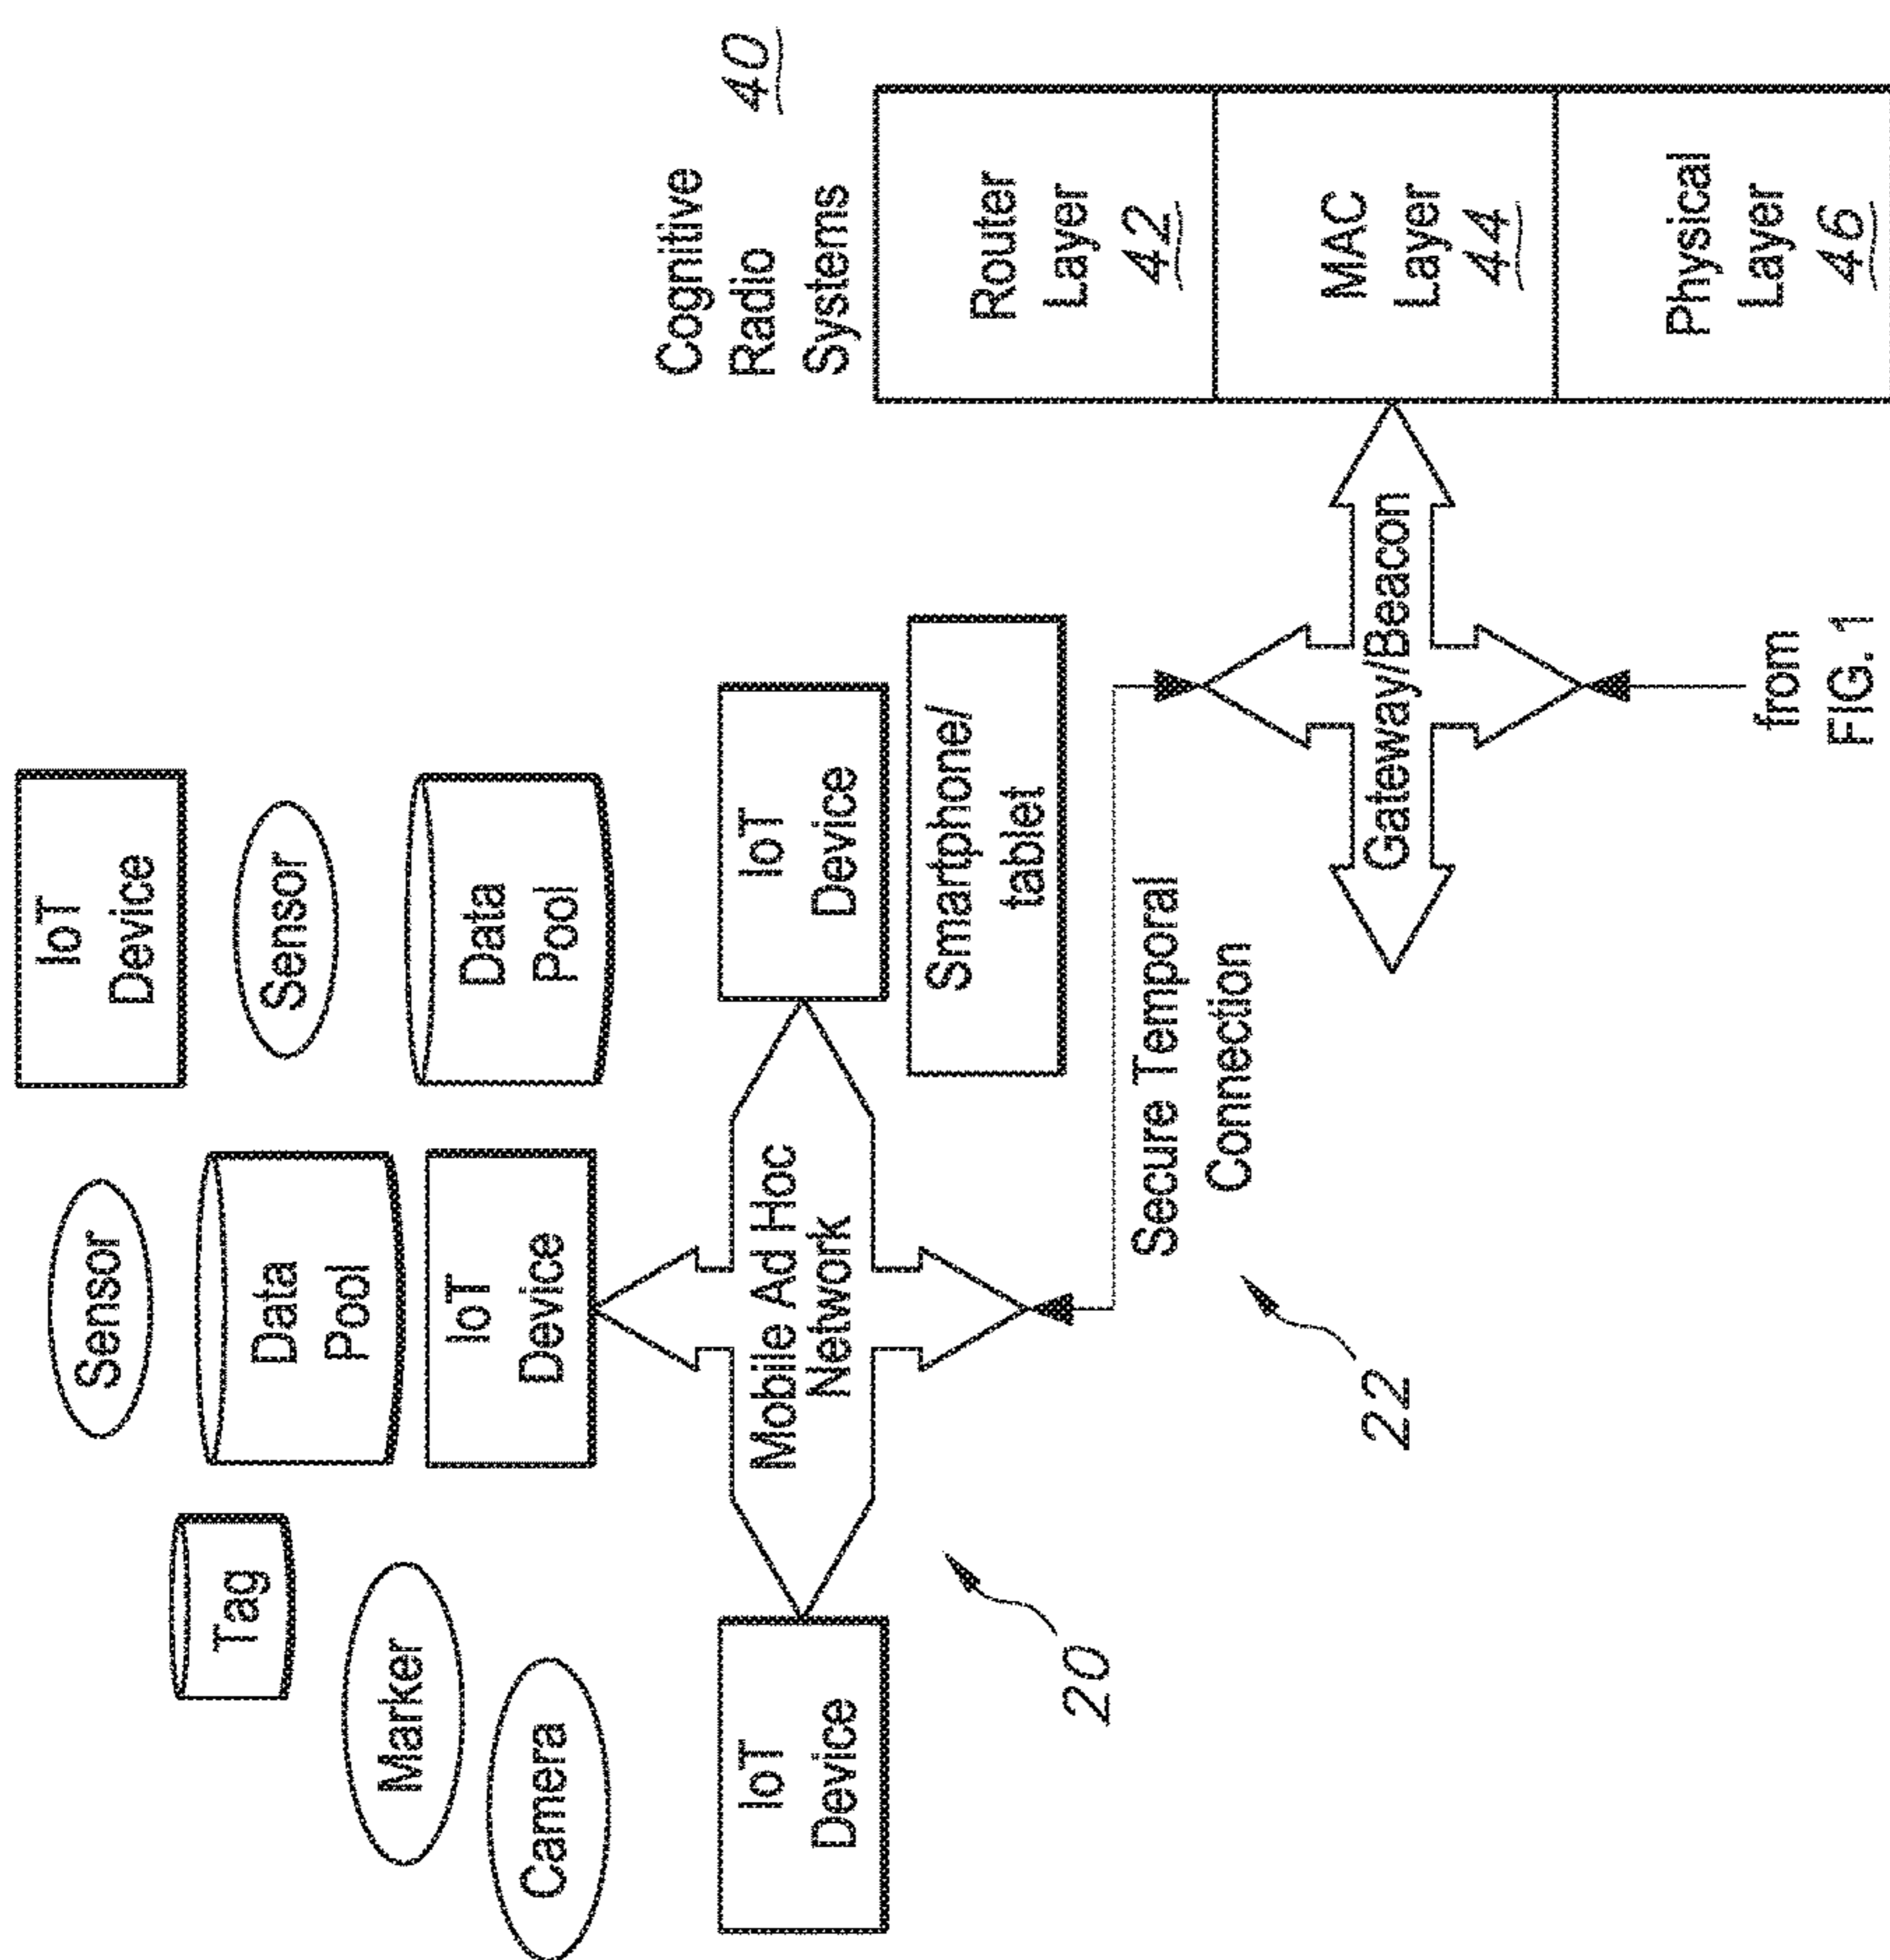 IoT
Device
Sensor
Sensor
Tag
Data
Pool
Marker
IoT
Device
Data
Pool
Camera
IoT
Device
Mobile Ad Hoc
Network
IoT
Device
Smartphone/
tablet
20
Secure Temporal
Connection
22
Cognitive
Radio
Systems
40
Router
Layer
42
MAC
Layer
44
Physical
Layer
46
Gateway/Beacon
from
FIG. 1